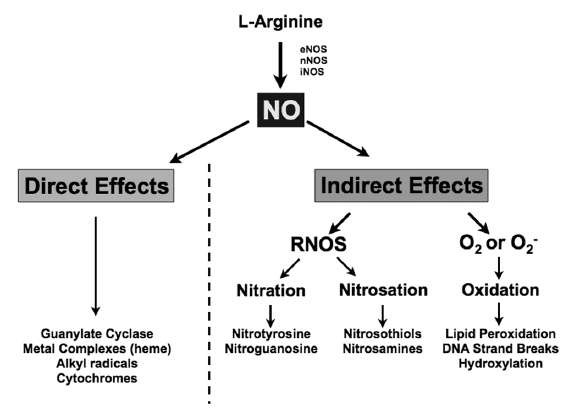 L-Arginine
eNOS
nNOS
iNOS
NO
Direct Effects
Indirect Effects
RNOS
O₂ or O₂⁻
Nitration
Nitrosation
Oxidation
Guanylate Cyclase
Metal Complexes (heme)
Alkyl radicals
Cytochromes
Nitrotyrosine
Nitroguanosine
Nitrosothiols
Nitrosamines
Lipid Peroxidation
DNA Strand Breaks
Hydroxylation